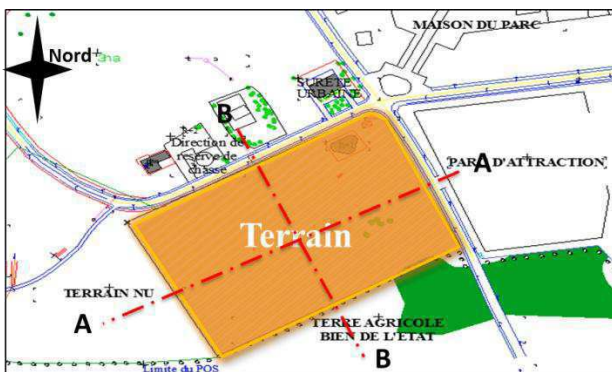 MAISON DU PARC
Nord
SURETE
URBAINE
B
Direction de
reserve de
chasse
PARC D'ATTRACTION
A
Terrain
TERRAIN NU
A
TERRE AGRICOLE
BIEN DE L'ETAT
B
Limite du POS